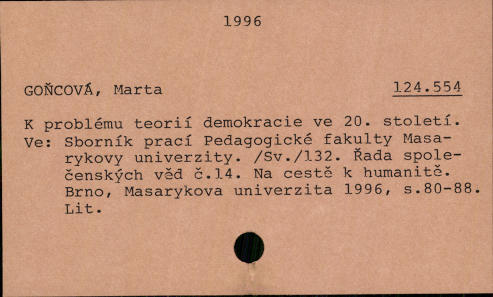 1996
GOŇCOVÁ, Marta 124.554
K problému teorií demokracie ve 20. století.
Ve: Sborník prací Pedagogické fakulty Masa-
rykovy univerzity. /Sv./132. Řada spole-
čenských věd č.14. Na cestě k humanitě.
Brno, Masarykova univerzita 1996, s.80-88.
Lit.